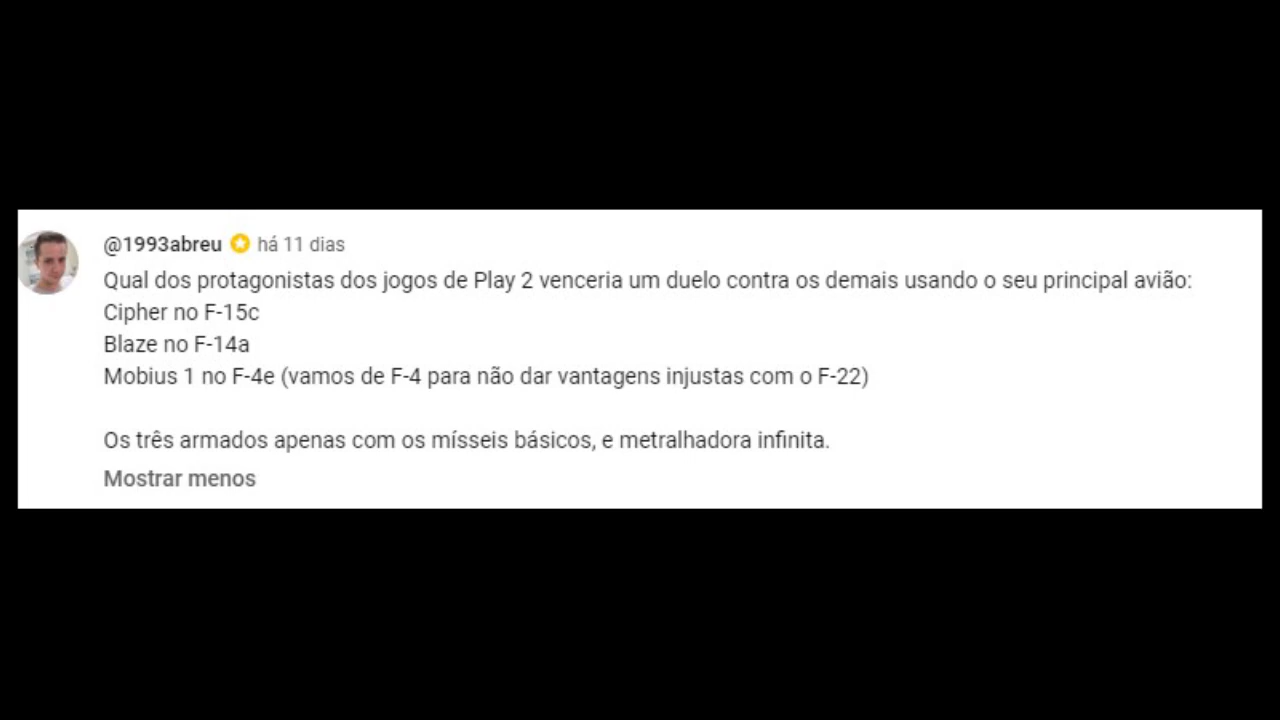 @1993abreu há 11 dias
Qual dos protagonistas dos jogos de Play 2 venceria um duelo contra os demais usando o seu principal avião:
Cipher no F-15c
Blaze no F-14a
Mobius 1 no F-4e (vamos de F-4 para não dar vantagens injustas com o F-22)
Os três armados apenas com os mísseis básicos, e metralhadora infinita.
Mostrar menos